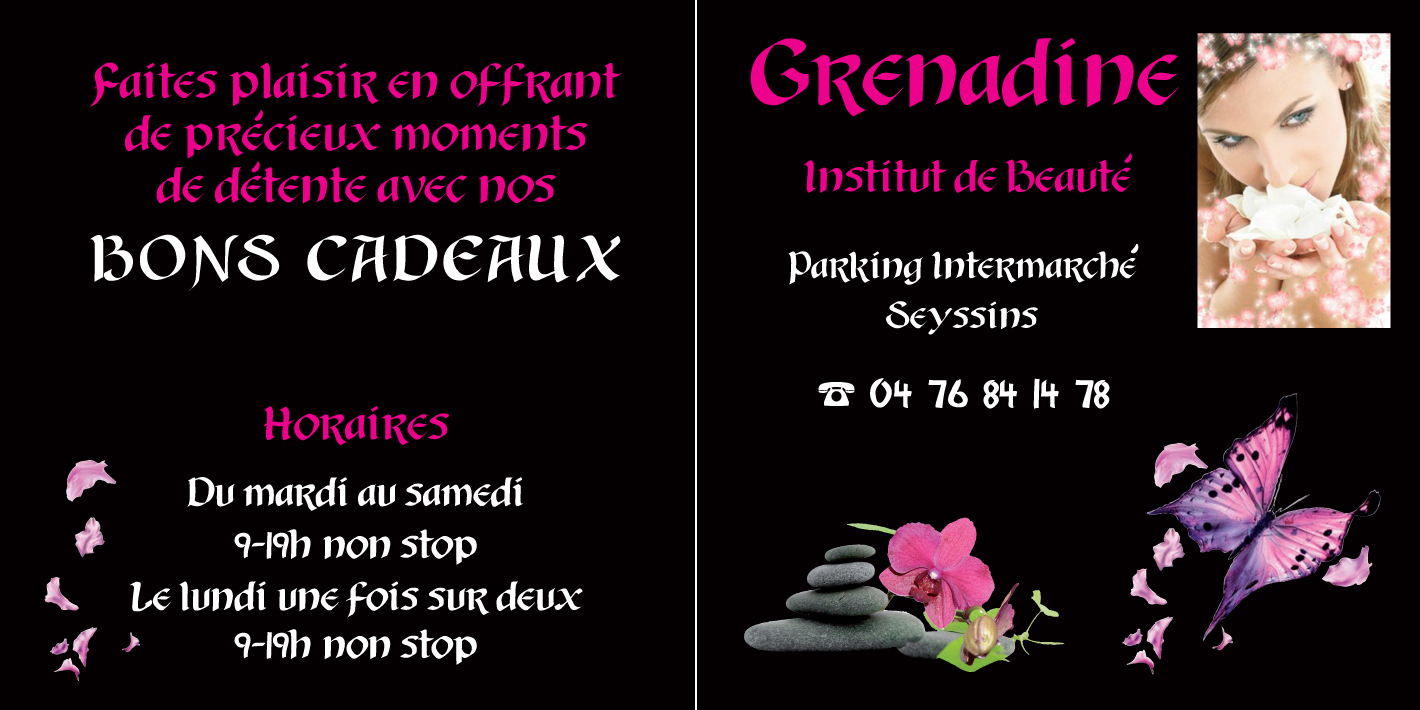 Faites plaisir en offrant
de précieux moments
de détente avec nos
BONS CADEAUX
Horaires
Du mardi au samedi
9-19h non stop
Le lundi une fois sur deux
9-19h non stop
Grenadine
Institut de Beauté
Parking Intermarché
Seyssins
☎ 04 76 84 14 78